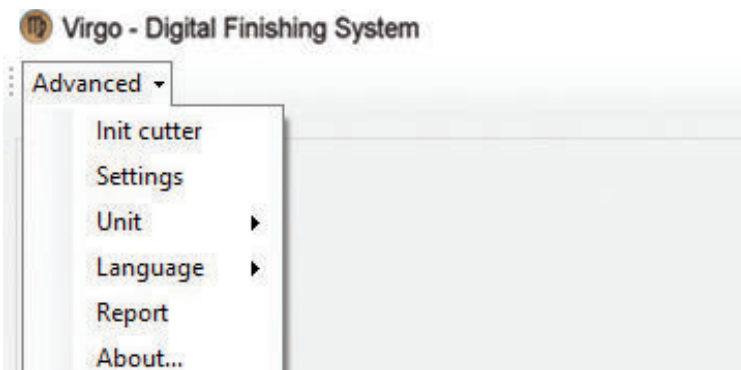 Virgo - Digital Finishing System
Advanced
Init cutter
Settings
Unit
Language
Report
About...